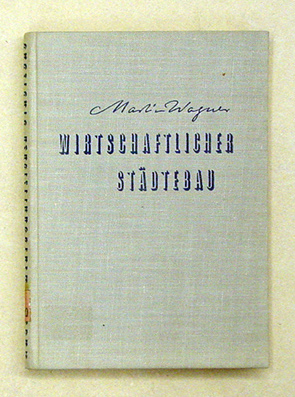 Martin Wagner
WIRTSCHAFTLICHER
STÄDTEBAU